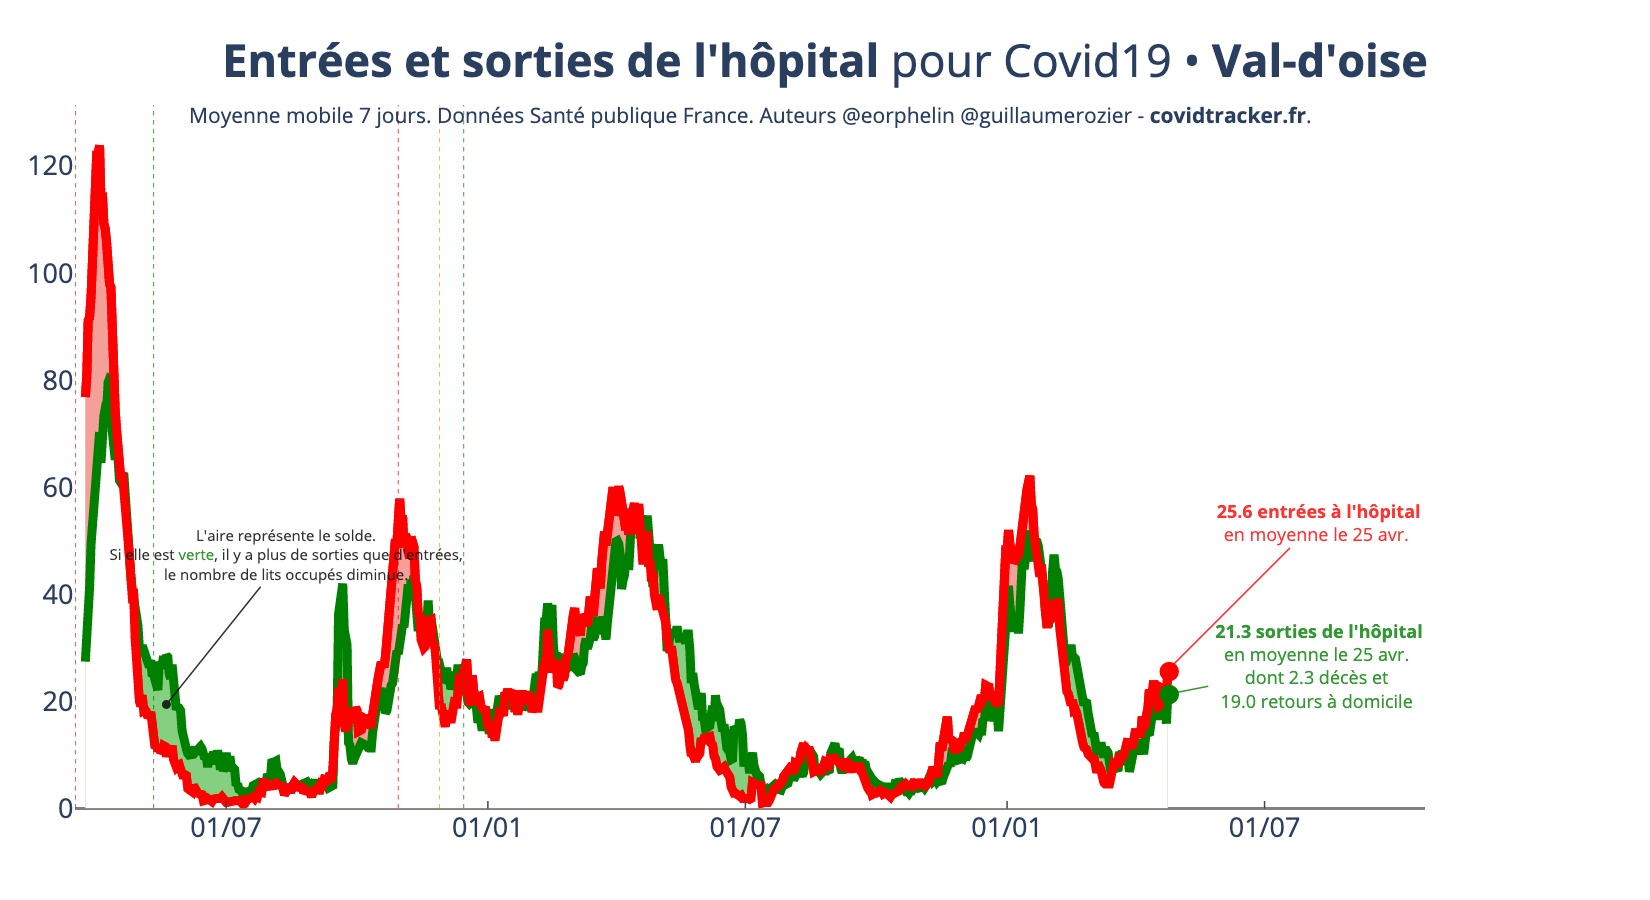 Entrées et sorties de l'hôpital pour Covid19 • Val-d'oise
Moyenne mobile 7 jours. Données Santé publique France. Auteurs @eorphelin @guillaumerozier - covidtracker.fr.
120
100
80
60
40
20
0
L'aire représente le solde.
Si elle est verte, il y a plus de sorties que d'entrées,
le nombre de lits occupés diminue.
25.6 entrées à l'hôpital
en moyenne le 25 avr.
21.3 sorties de l'hôpital
en moyenne le 25 avr.
dont 2.3 décès et
19.0 retours à domicile
01/07
01/01
01/07
01/01
01/07